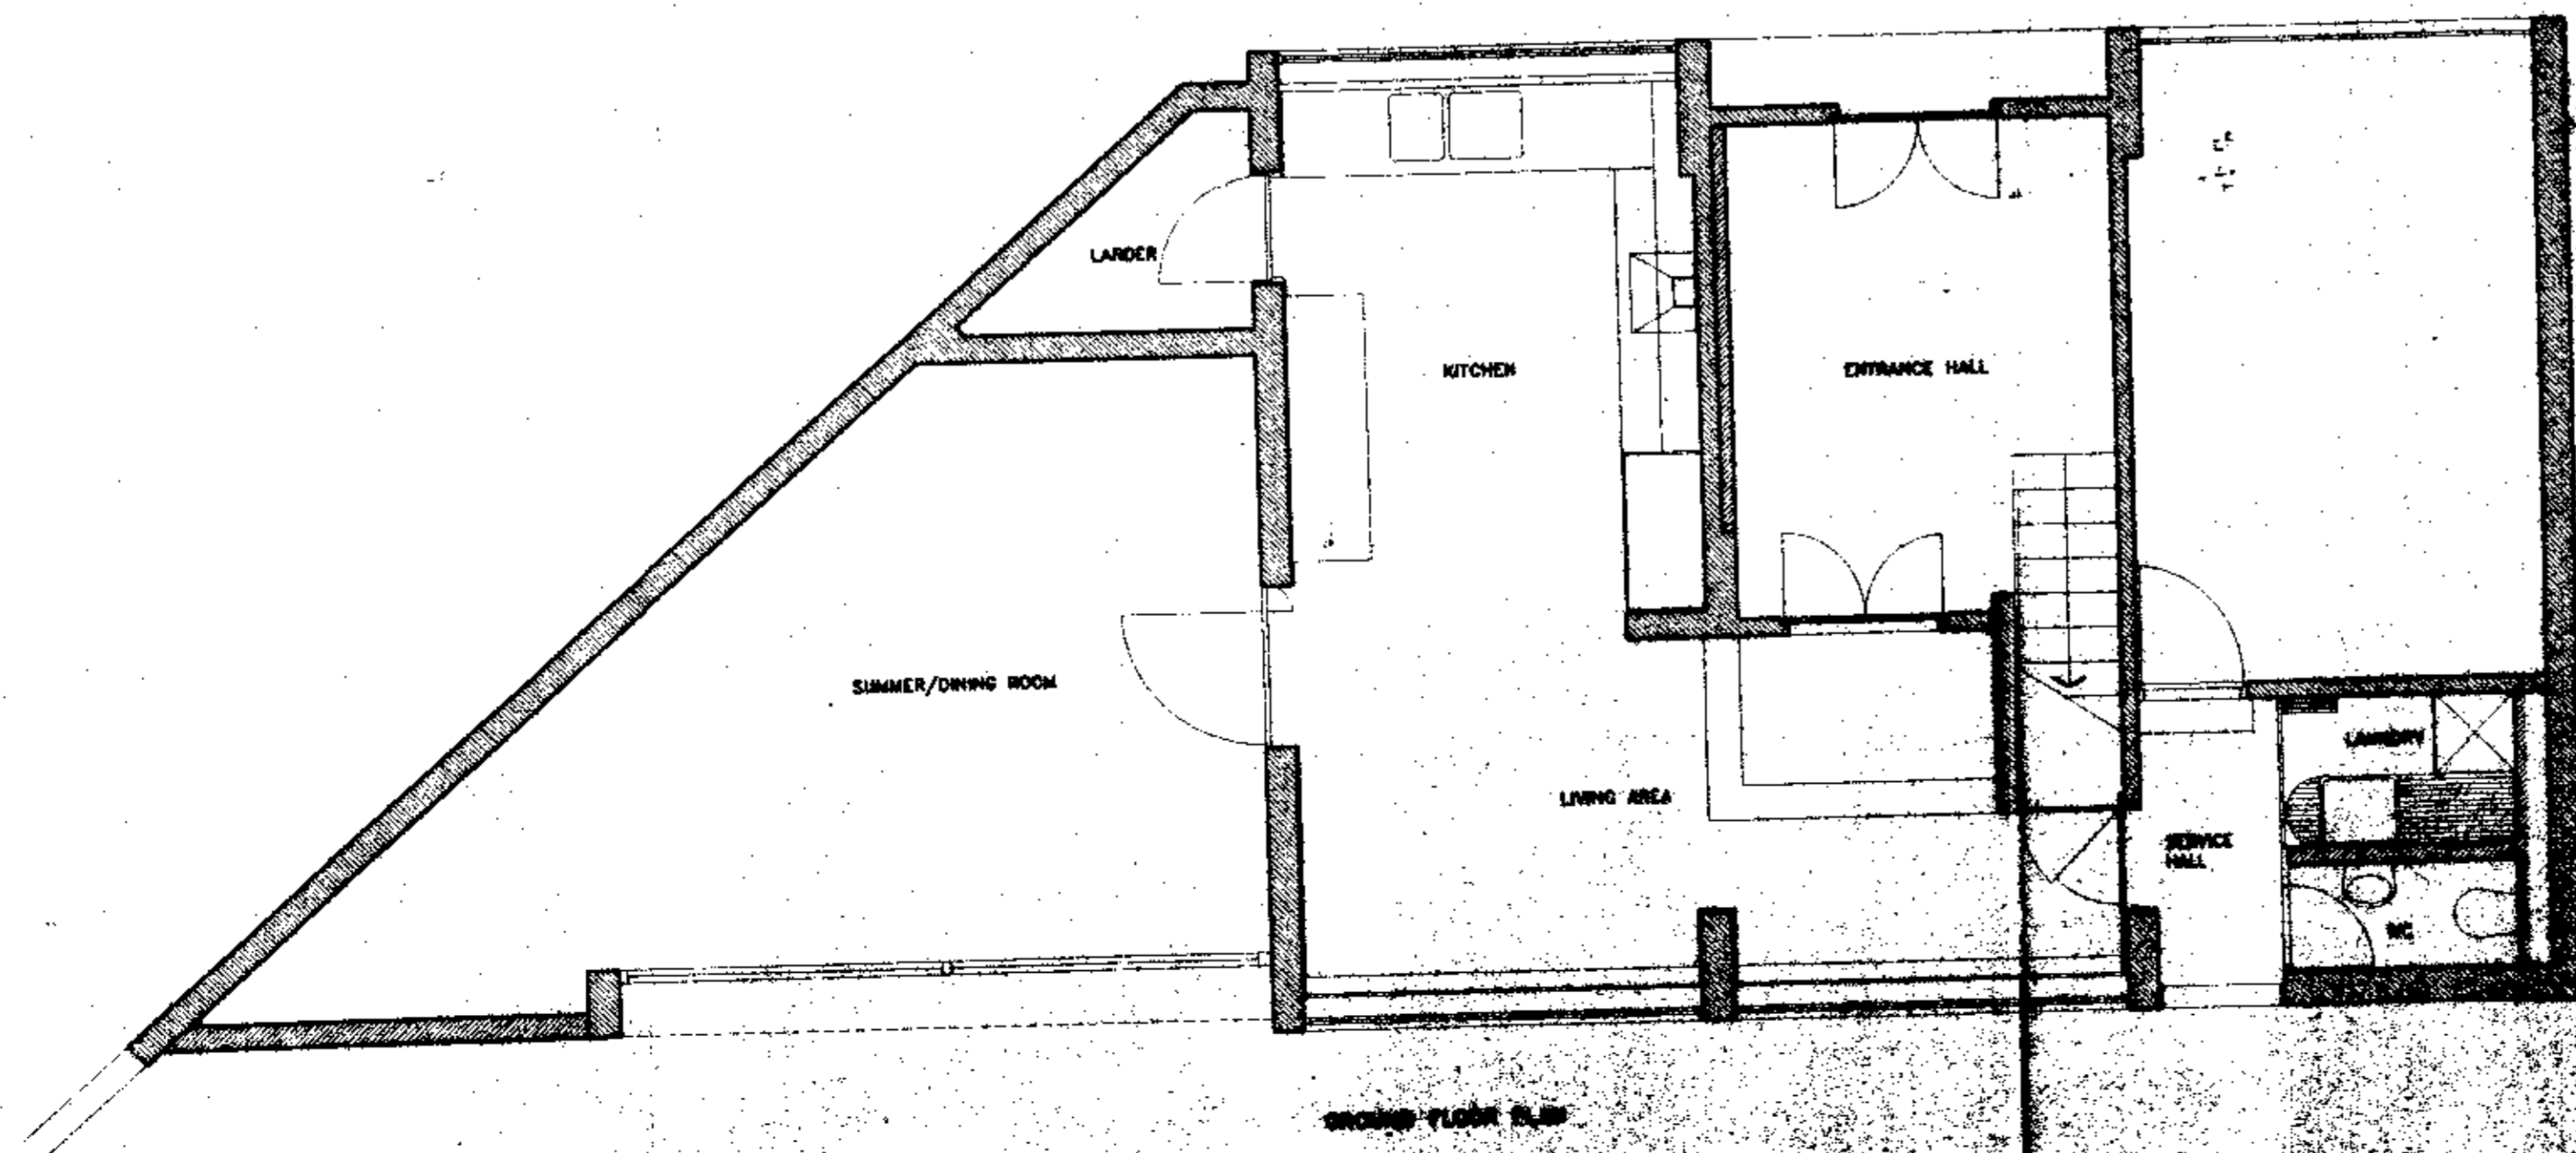 LARDER
KITCHEN
ENTRANCE HALL
SUMMER/DINING ROOM
LAUNDRY
LIVING AREA
SERVICE
HALL
WC
GROUND FLOOR PLAN